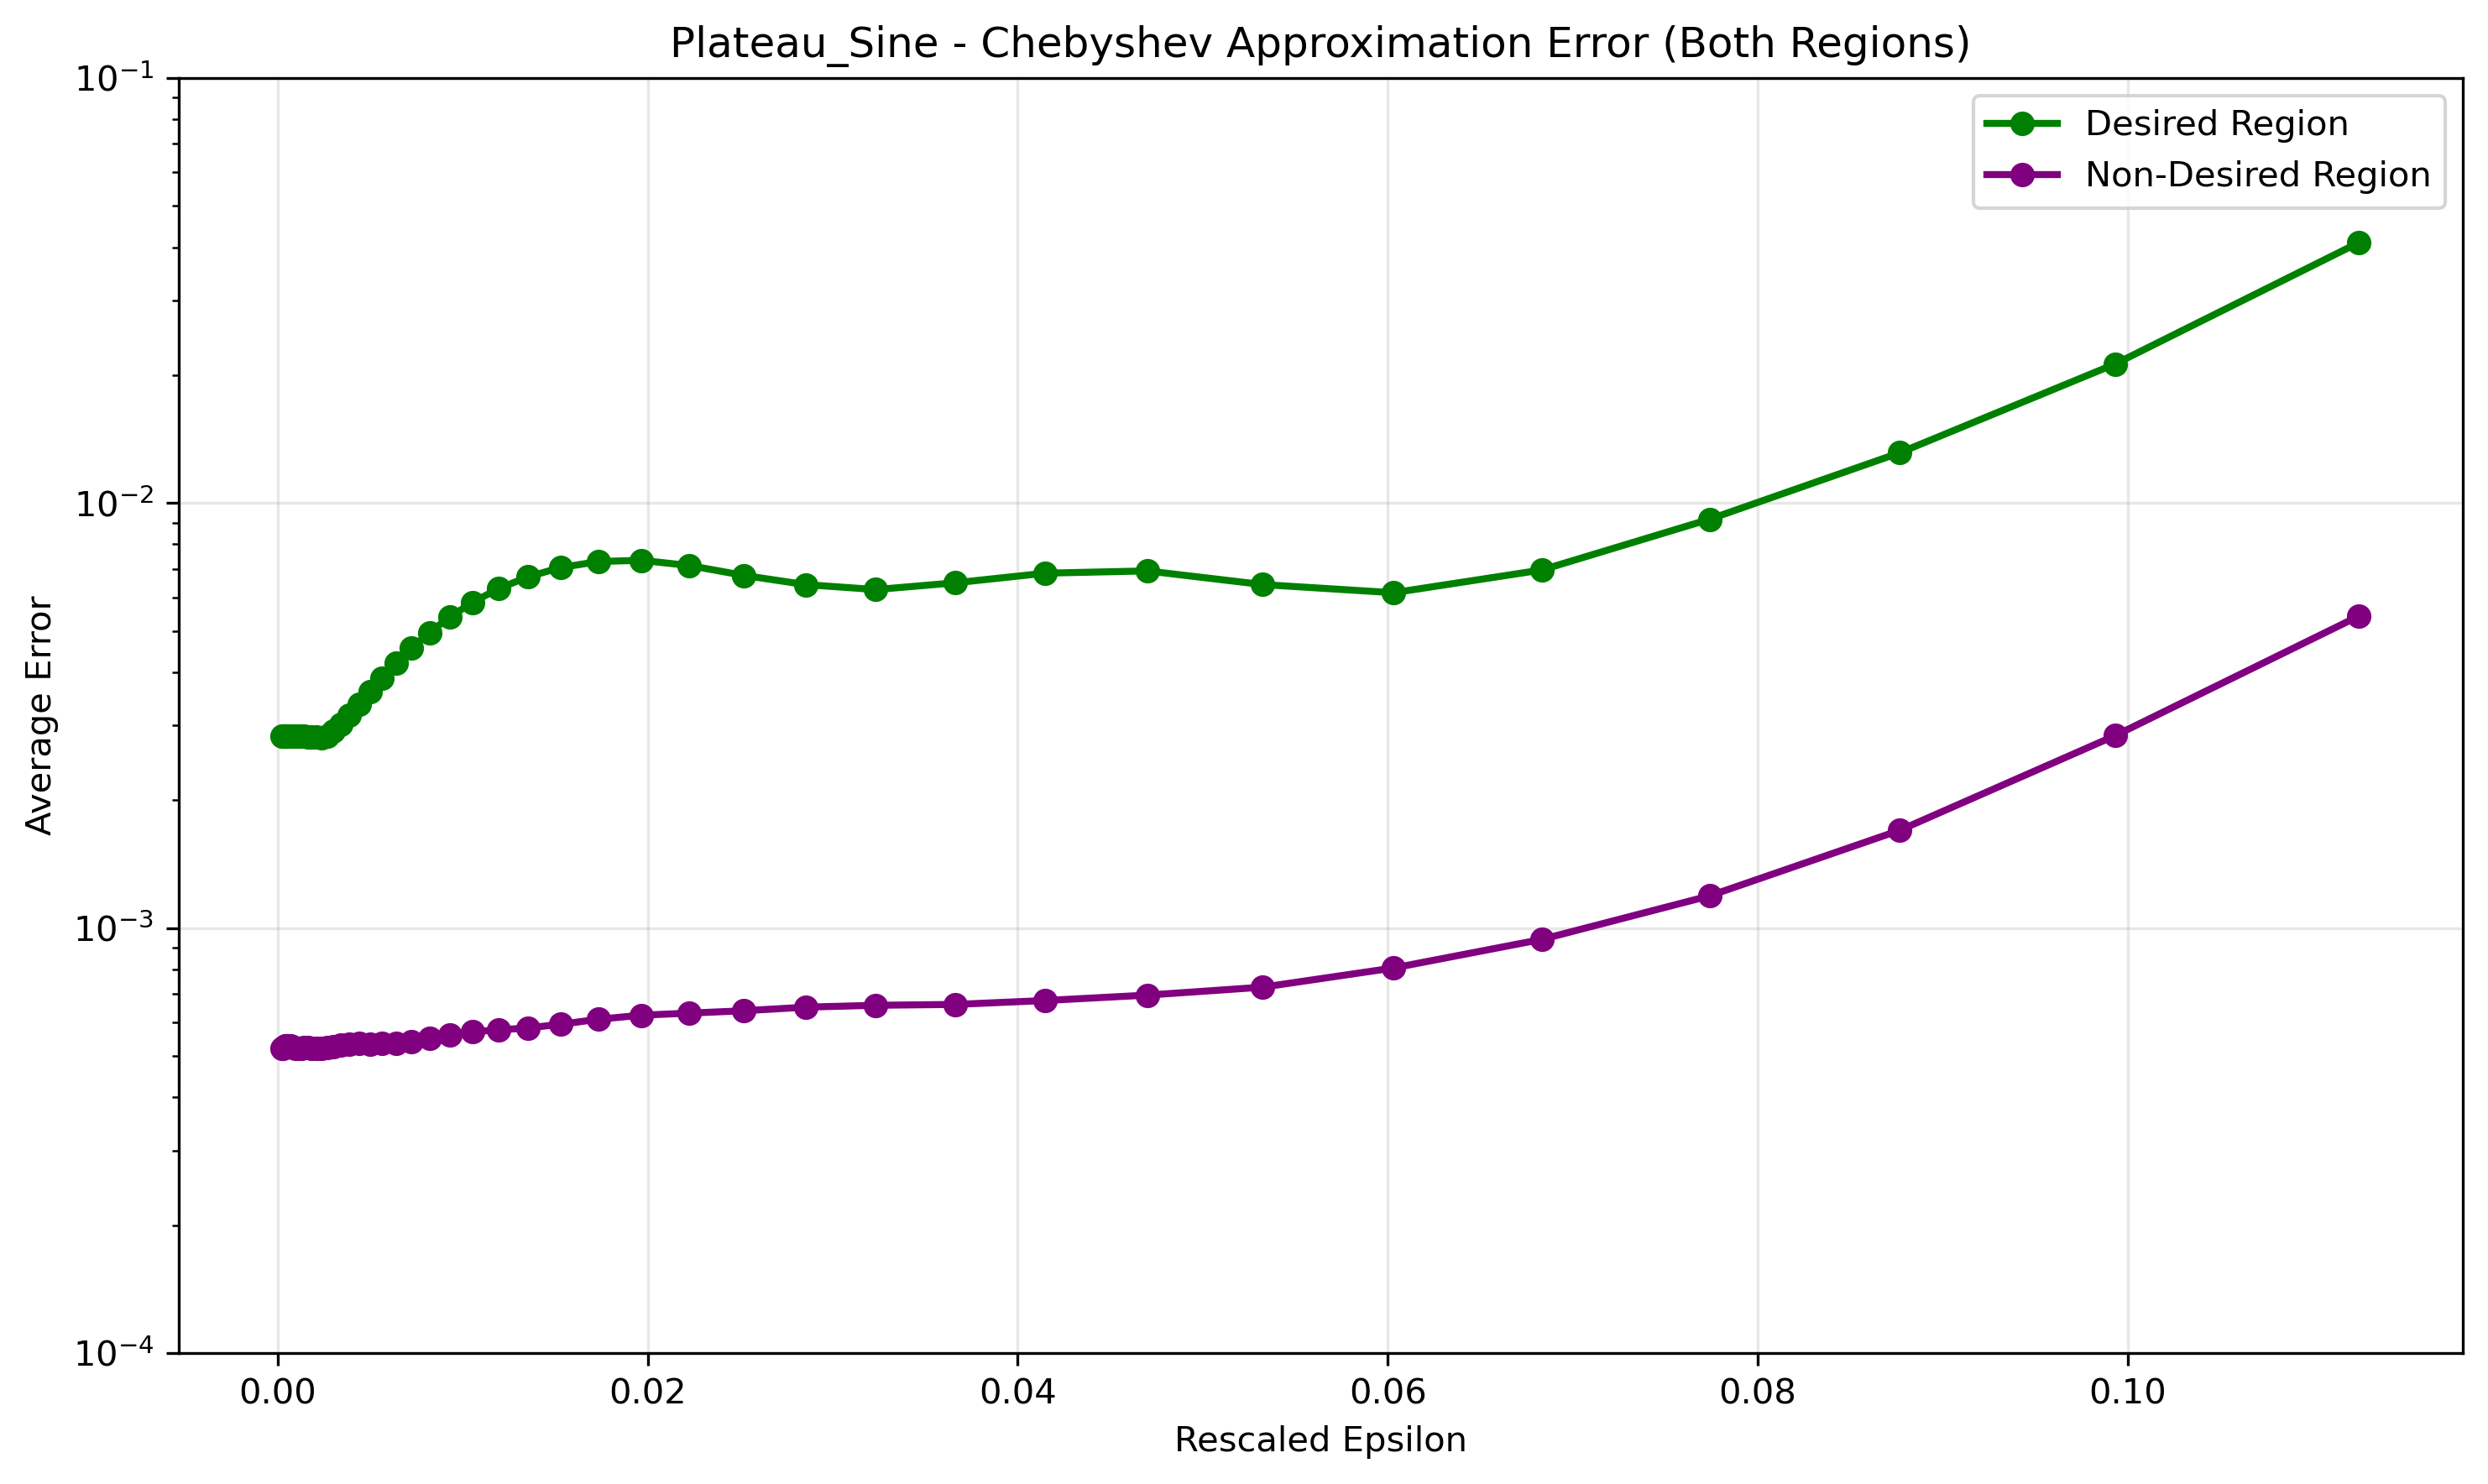 Plateau_Sine - Chebyshev Approximation Error (Both Regions)
Desired Region
Non-Desired Region
Average Error
10⁻¹
10⁻²
10⁻³
10⁻⁴
0.00 0.02 0.04 0.06 0.08 0.10
Rescaled Epsilon